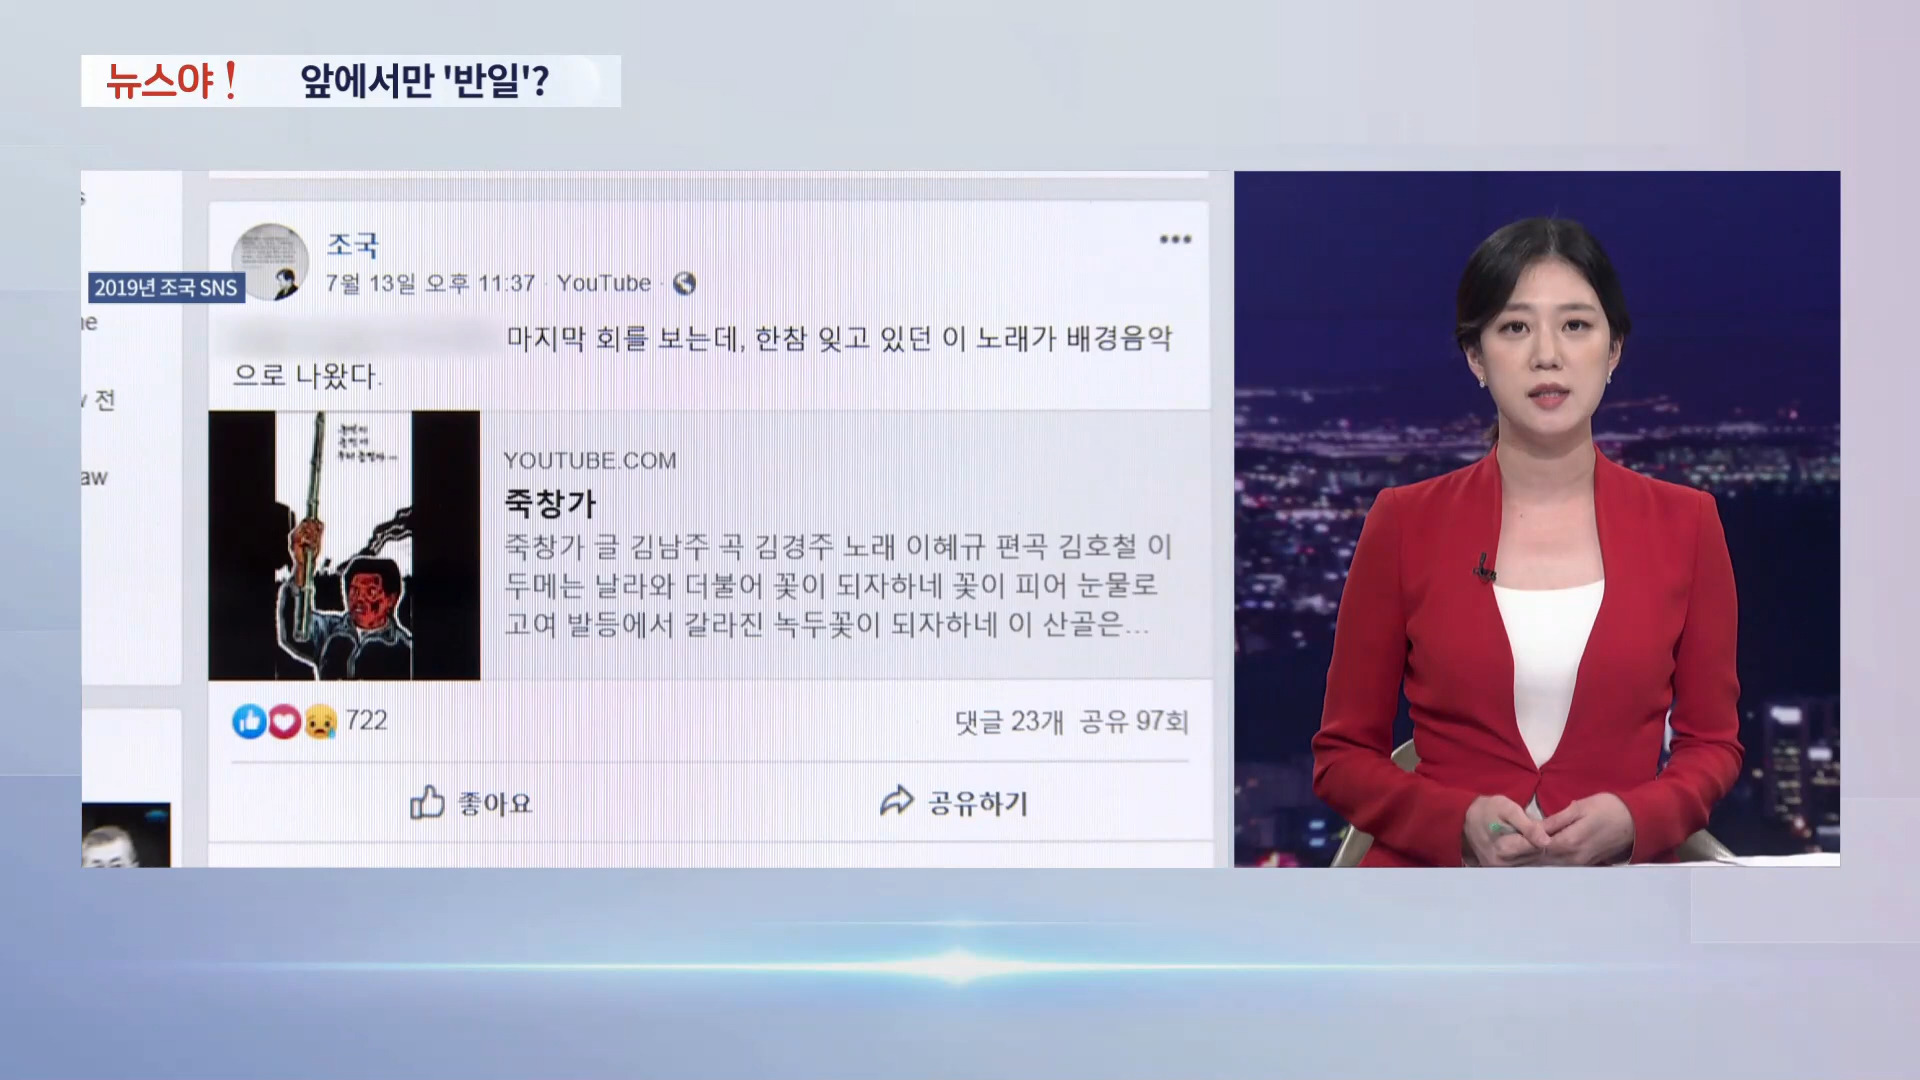 뉴스야! 앞에서만 '반일'?
조국
7월 13일 오후 11:37 · YouTube ·
2019년 조국 SNS
마지막 회를 보는데, 한참 잊고 있던 이 노래가 배경음악
으로 나왔다.
전
aw
YOUTUBE.COM
죽창가
죽창가 글 김남주 곡 김경주 노래 이혜규 편곡 김호철 이
두메는 날라와 더불어 꽃이 되자하네 꽃이 피어 눈물로
고여 발등에서 갈라진 녹두꽃이 되자하네 이 산골은...
722
댓글 23개 공유 97회
좋아요 공유하기